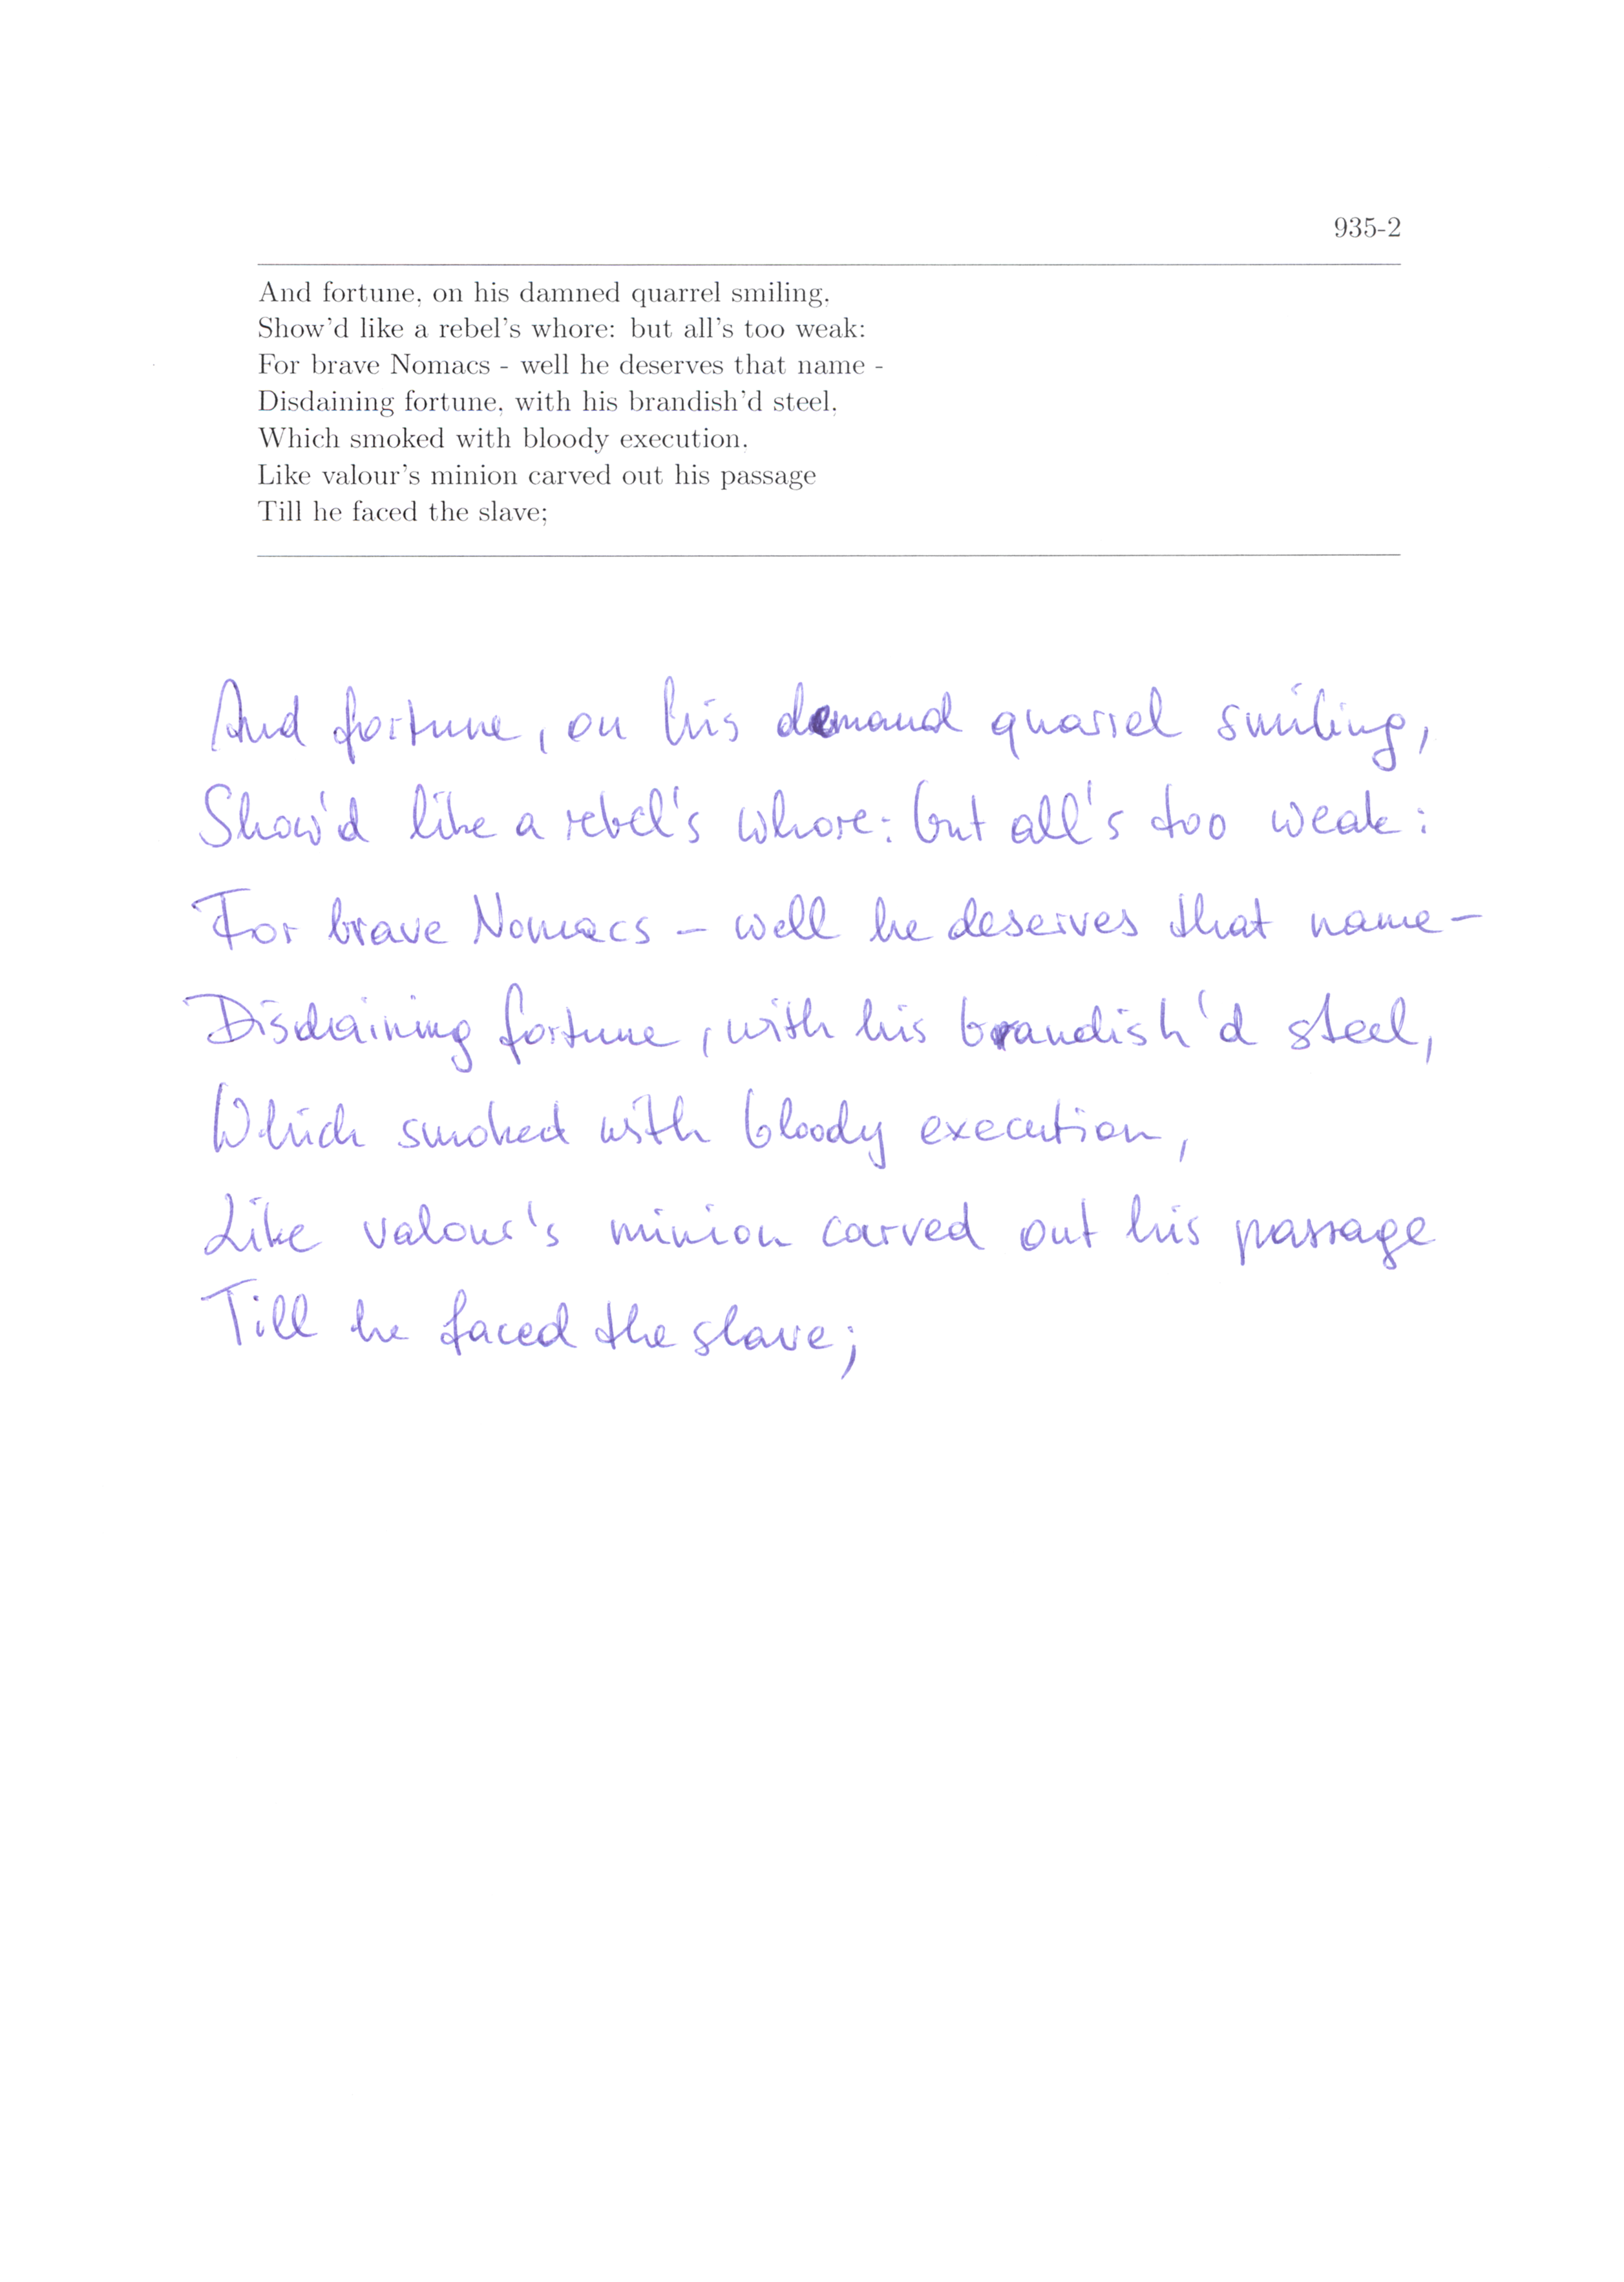 935-2
And fortune, on his damned quarrel smiling,
Show'd like a rebel's whore: but all's too weak:
For brave Nomacs - well he deserves that name -
Disdaining fortune, with his brandish'd steel,
Which smoked with bloody execution,
Like valour's minion carved out his passage
Till he faced the slave;
And fortune, on his demand quarrel smiling,
Show'd like a rebel's whore: but all's too weak:
For brave Nomacs - well he deserves that name -
Disdaining fortune, with his brandish'd steel,
Which smoked with bloody execution,
Like valour's minion carved out his passage
Till he faced the slave;